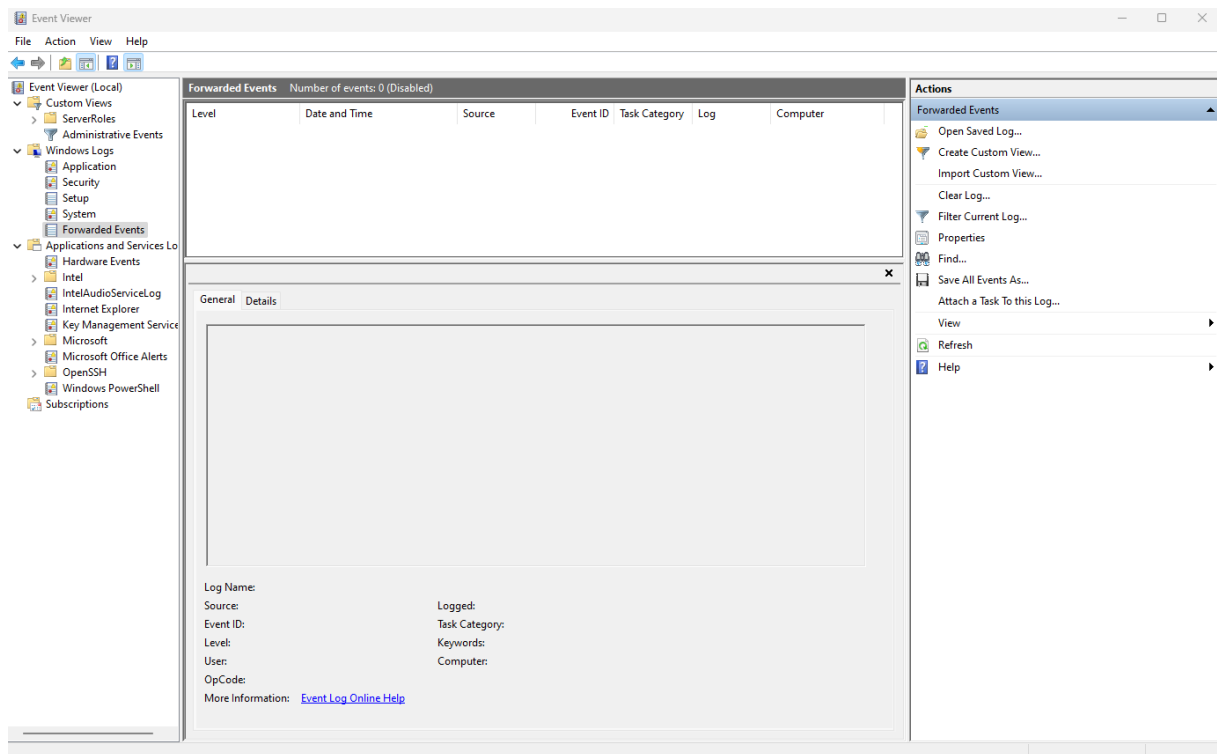 Event Viewer
File Action View Help
Event Viewer (Local)
Custom Views
ServerRoles
Administrative Events
Windows Logs
Application
Security
Setup
System
Forwarded Events
Applications and Services Lo
Hardware Events
Intel
IntelAudioServiceLog
Internet Explorer
Key Management Service
Microsoft
Microsoft Office Alerts
OpenSSH
Windows PowerShell
Subscriptions
Forwarded Events Number of events: 0 (Disabled)
Level Date and Time Source Event ID Task Category Log Computer
General Details
Log Name:
Source: Logged:
Event ID: Task Category:
Level: Keywords:
User: Computer:
OpCode:
More Information: Event Log Online Help
Actions
Forwarded Events
Open Saved Log...
Create Custom View...
Import Custom View...
Clear Log...
Filter Current Log...
Properties
Find...
Save All Events As...
Attach a Task To this Log...
View
Refresh
Help